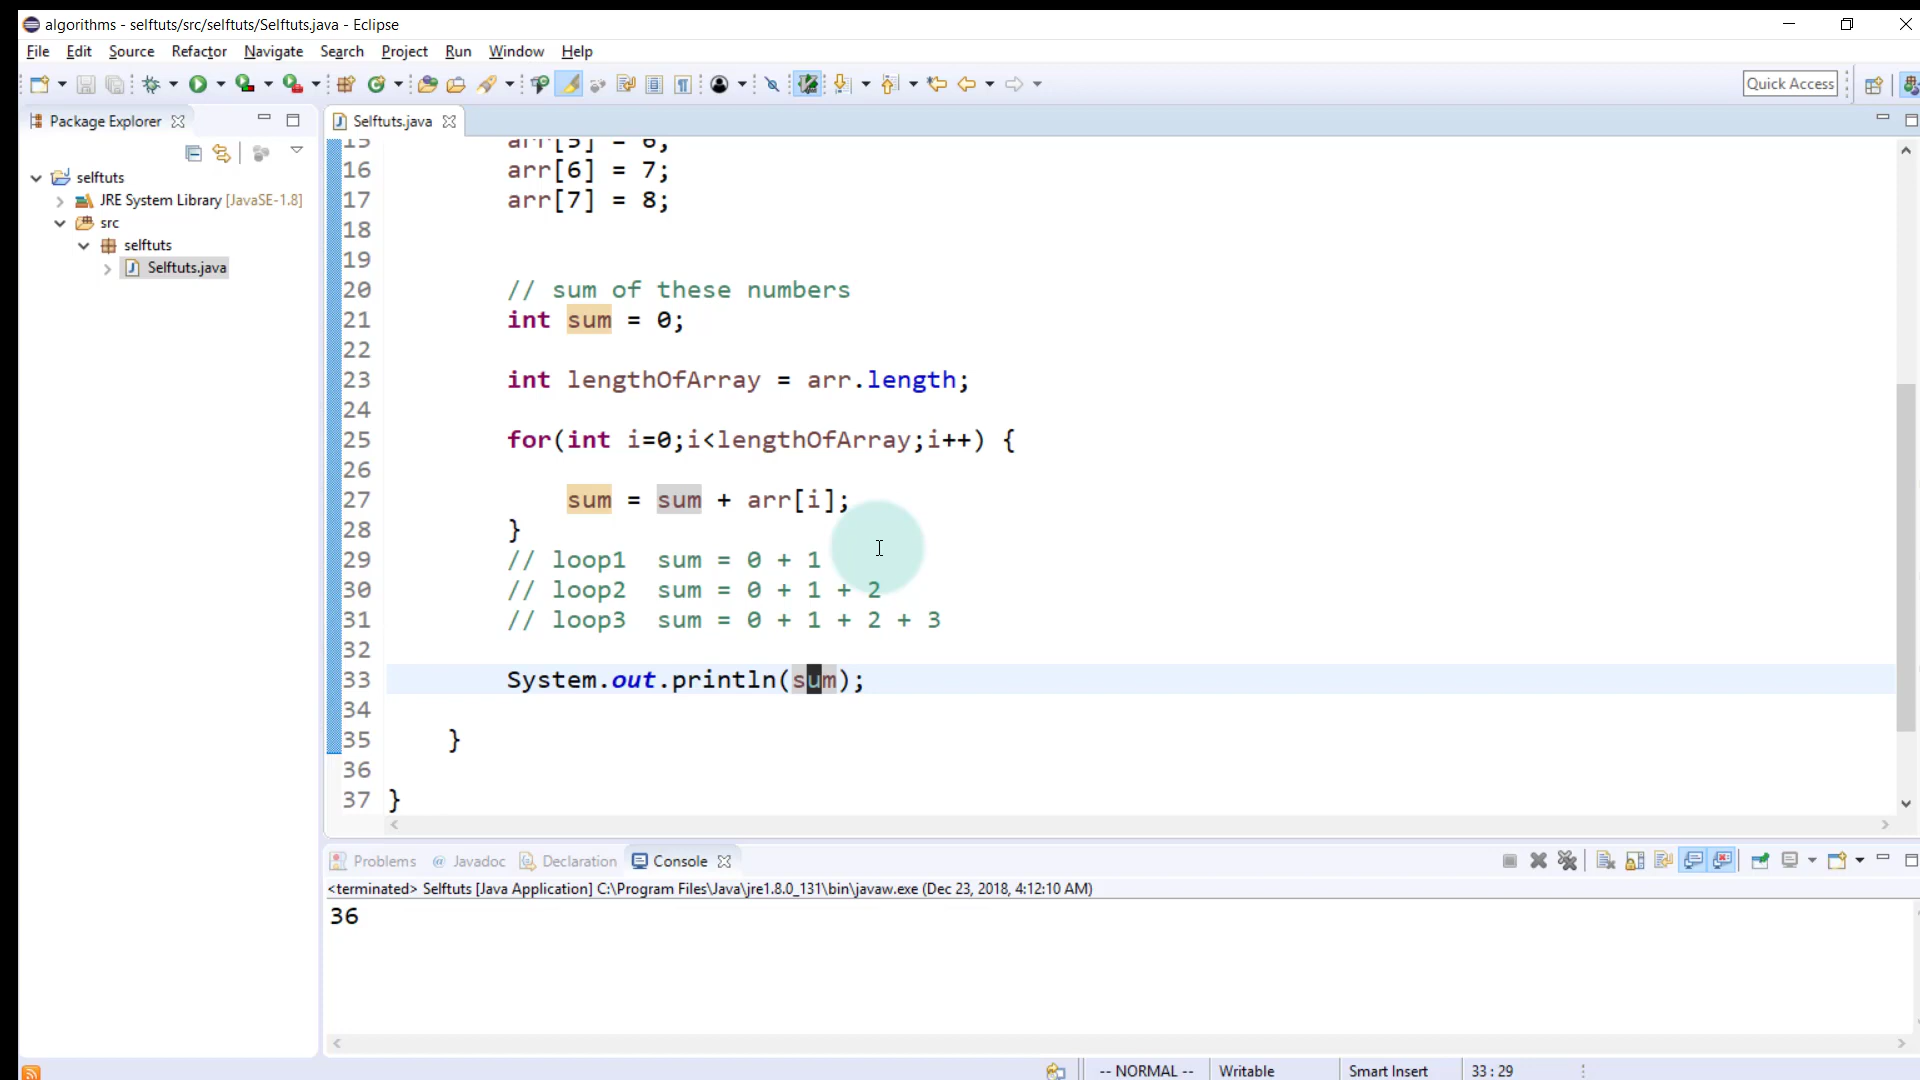 algorithms - selftuts/src/selftuts/Selftuts.java - Eclipse
File Edit Source Refactor Navigate Search Project Run Window Help
Quick Access
Package Explorer
Selftuts.java
selftuts
JRE System Library [JavaSE-1.8]
src
selftuts
Selftuts.java
15 arr[5] = 6;
16 arr[6] = 7;
17 arr[7] = 8;
18
19
20 // sum of these numbers
21 int sum = 0;
22
23 int lengthOfArray = arr.length;
24
25 for(int i=0;i<lengthOfArray;i++) {
26
27 sum = sum + arr[i];
28 }
29 // loop1 sum = 0 + 1
30 // loop2 sum = 0 + 1 + 2
31 // loop3 sum = 0 + 1 + 2 + 3
32
33 System.out.println(sum);
34
35 }
36
37 }
Problems @ Javadoc Declaration Console
<terminated> Selftuts [Java Application] C:\Program Files\Java\jre1.8.0_131\bin\javaw.exe (Dec 23, 2018, 4:12:10 AM)
36
-- NORMAL -- Writable Smart Insert 33 : 29